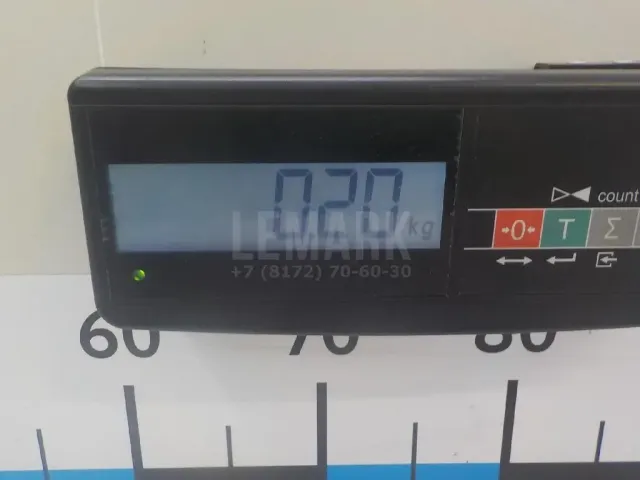 0.20
kg
LEMARK
+7 (8172) 70-60-30
count
→0← T Σ
60 70 80